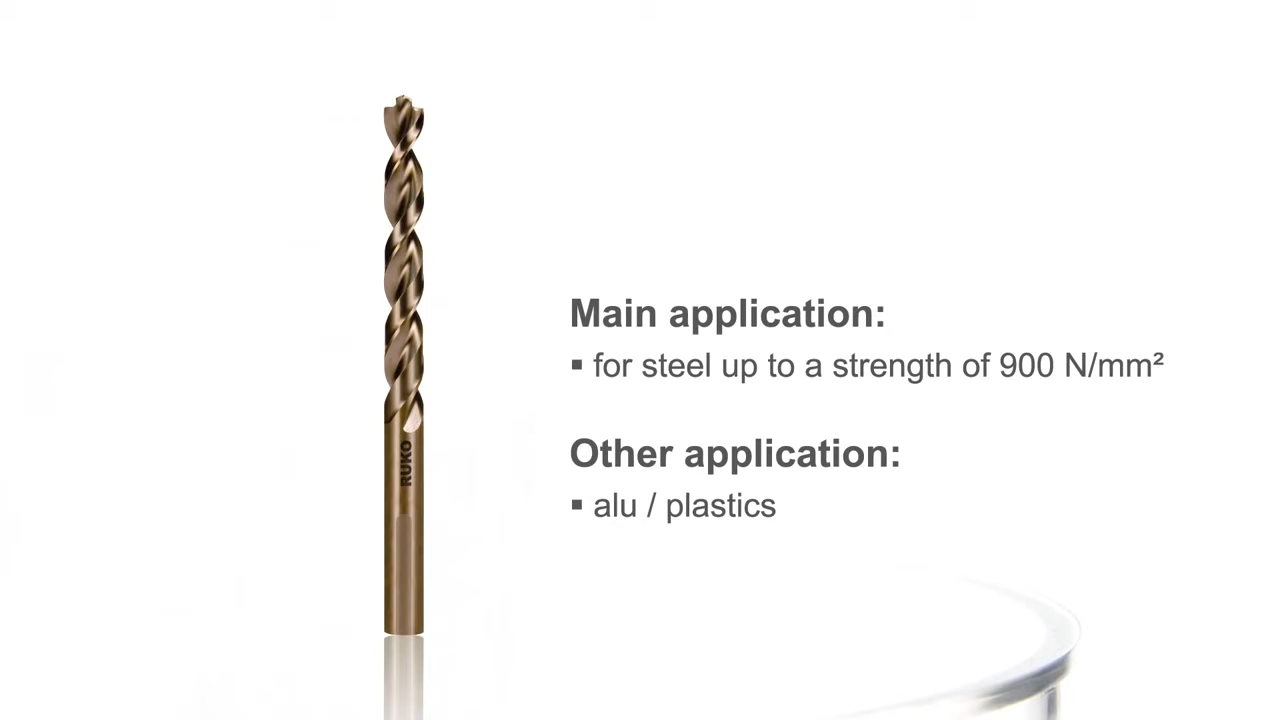 RUKO
Main application:
▪ for steel up to a strength of 900 N/mm²
Other application:
▪ alu / plastics